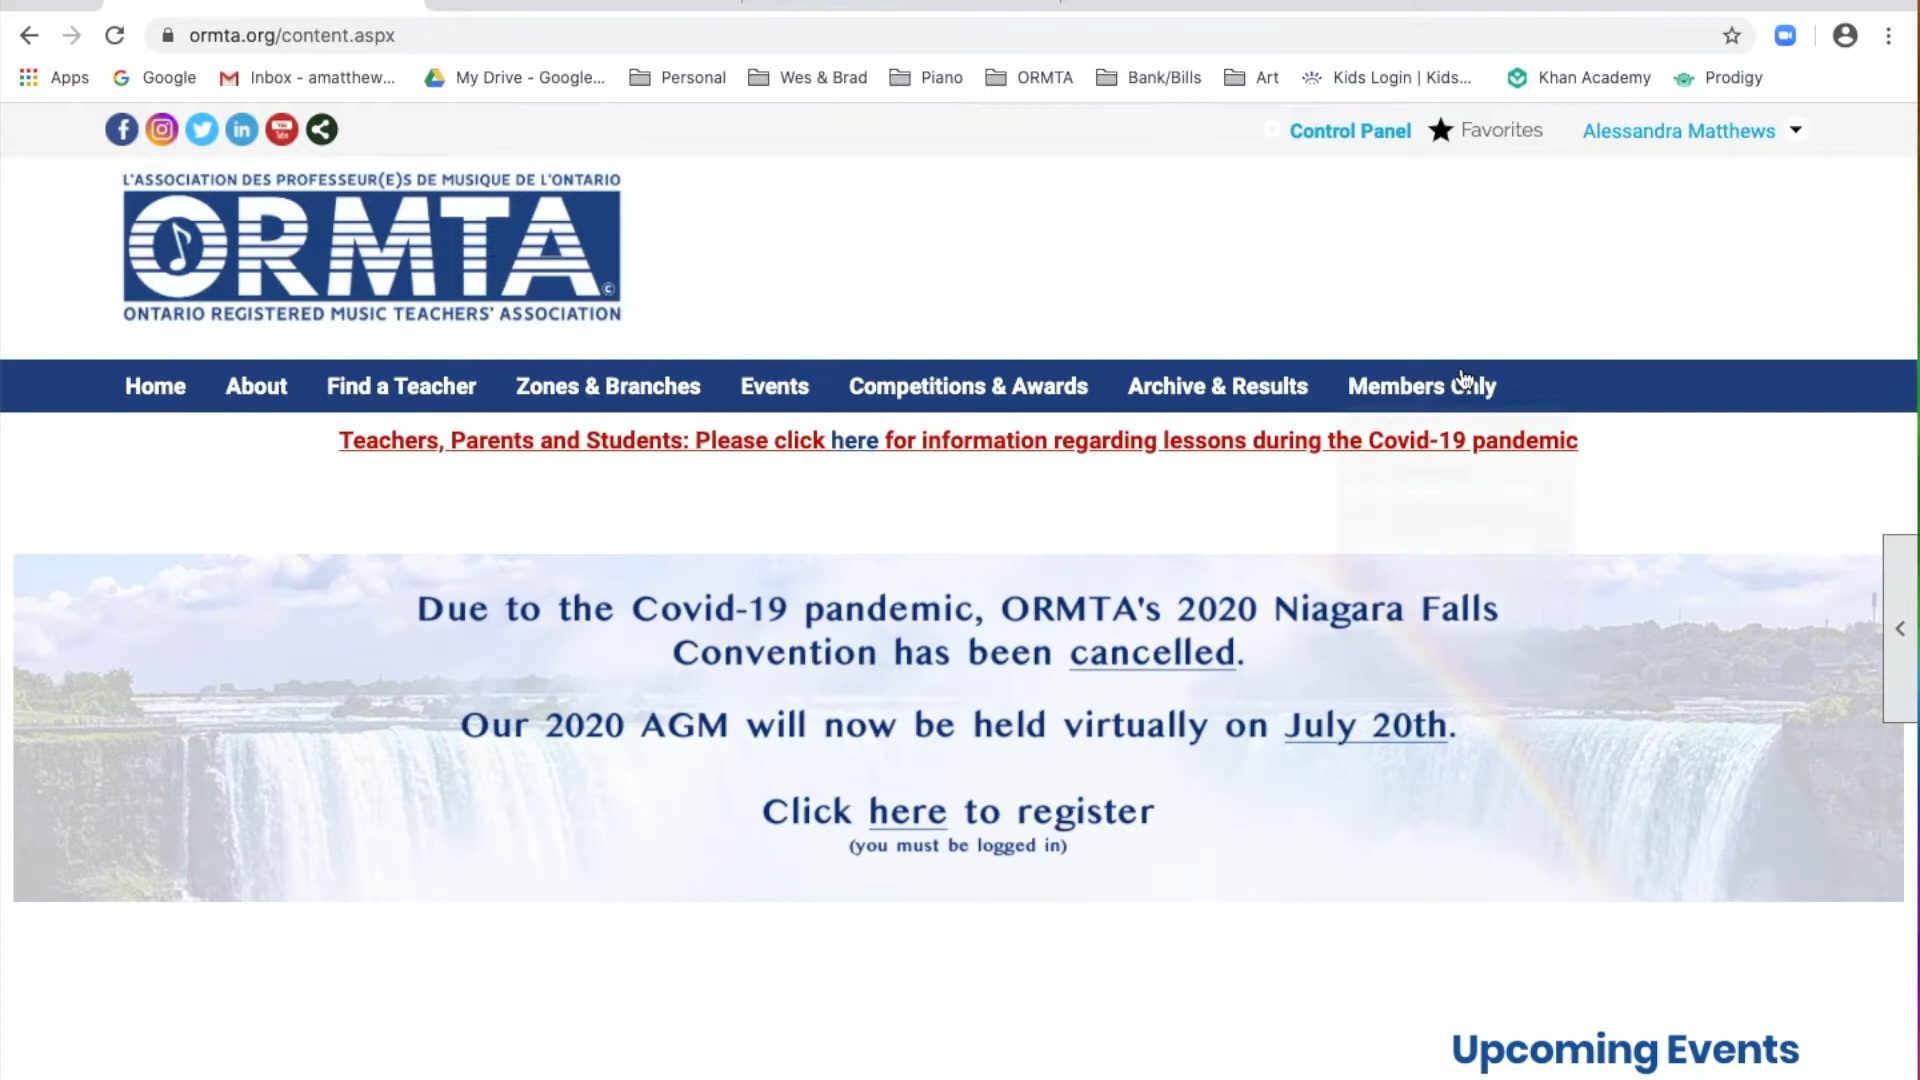 ormta.org/content.aspx
Apps Google Inbox - amatthew... My Drive - Google... Personal Wes & Brad Piano ORMTA Bank/Bills Art Kids Login | Kids... Khan Academy Prodigy
Control Panel Favorites Alessandra Matthews
L'ASSOCIATION DES PROFESSEUR(E)S DE MUSIQUE DE L'ONTARIO
ORMTA
©
ONTARIO REGISTERED MUSIC TEACHERS' ASSOCIATION
Home About Find a Teacher Zones & Branches Events Competitions & Awards Archive & Results Members Only
Teachers, Parents and Students: Please click here for information regarding lessons during the Covid-19 pandemic
Due to the Covid-19 pandemic, ORMTA's 2020 Niagara Falls
Convention has been cancelled.
Our 2020 AGM will now be held virtually on July 20th.
Click here to register
(you must be logged in)
Upcoming Events